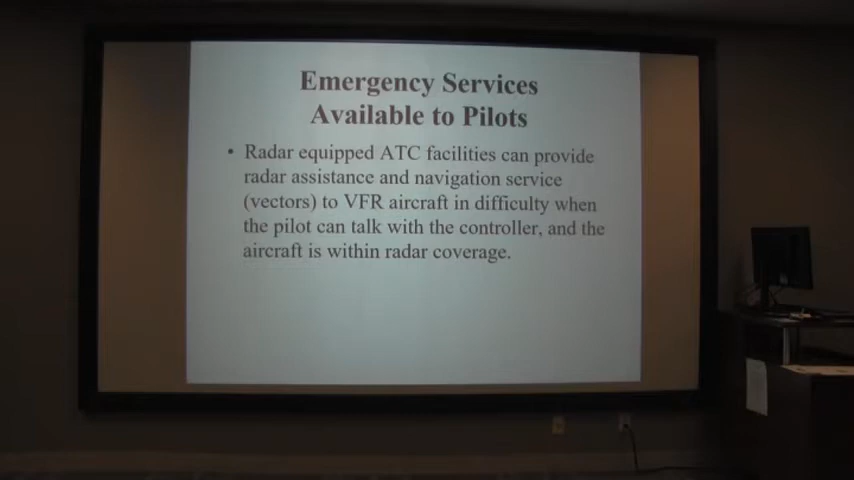 Emergency Services
Available to Pilots
• Radar equipped ATC facilities can provide
radar assistance and navigation service
(vectors) to VFR aircraft in difficulty when
the pilot can talk with the controller, and the
aircraft is within radar coverage.